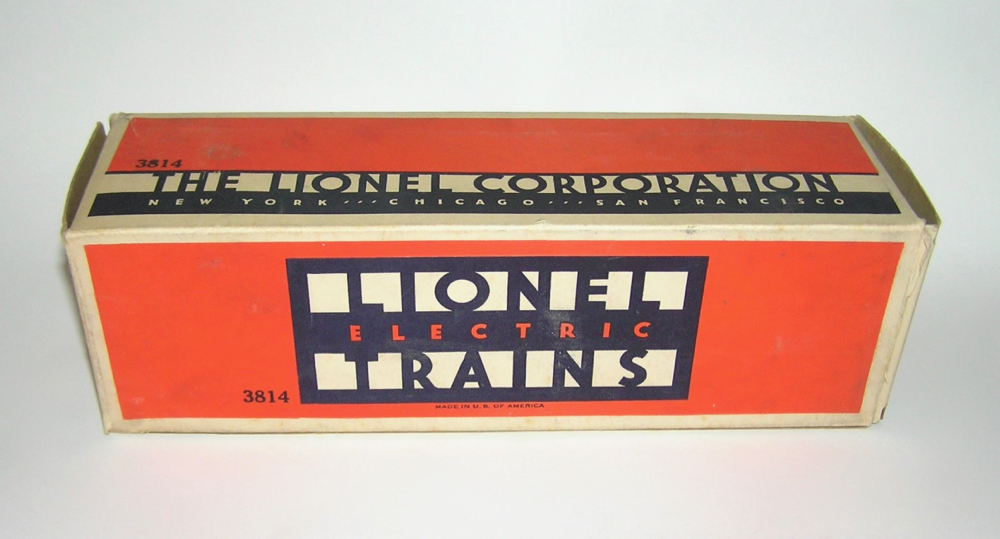 3814
THE LIONEL CORPORATION
NEW YORK ′′′ CHICAGO ′′′ SAN FRANCISCO
LIONEL
ELECTRIC
TRAINS
3814
MADE IN U.S. OF AMERICA